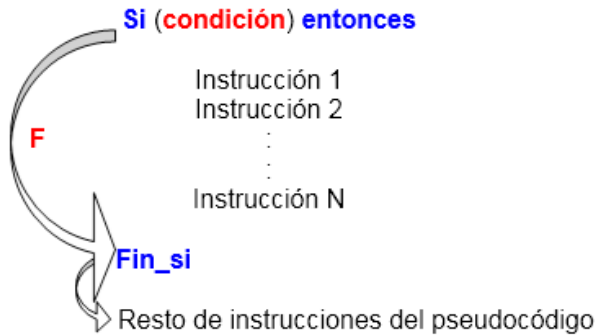 Si (condición) entonces
Instrucción 1
Instrucción 2
:
:
Instrucción N
F
Fin_si
Resto de instrucciones del pseudocódigo